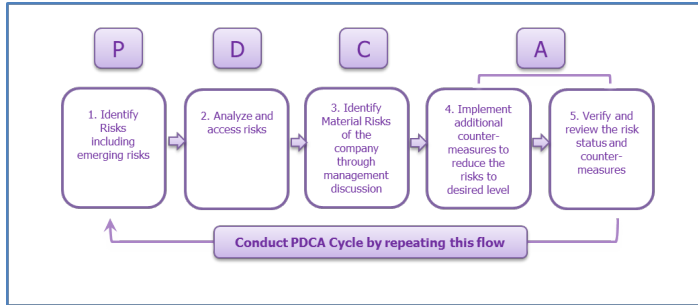 P
D
C
A
1. Identify
Risks
including
emerging risks
2. Analyze and
access risks
3. Identify
Material Risks
of the
company
through
management
discussion
4. Implement
additional
counter-
measures to
reduce the
risks to
desired level
5. Verify and
review the risk
status and
counter-
measures
Conduct PDCA Cycle by repeating this flow